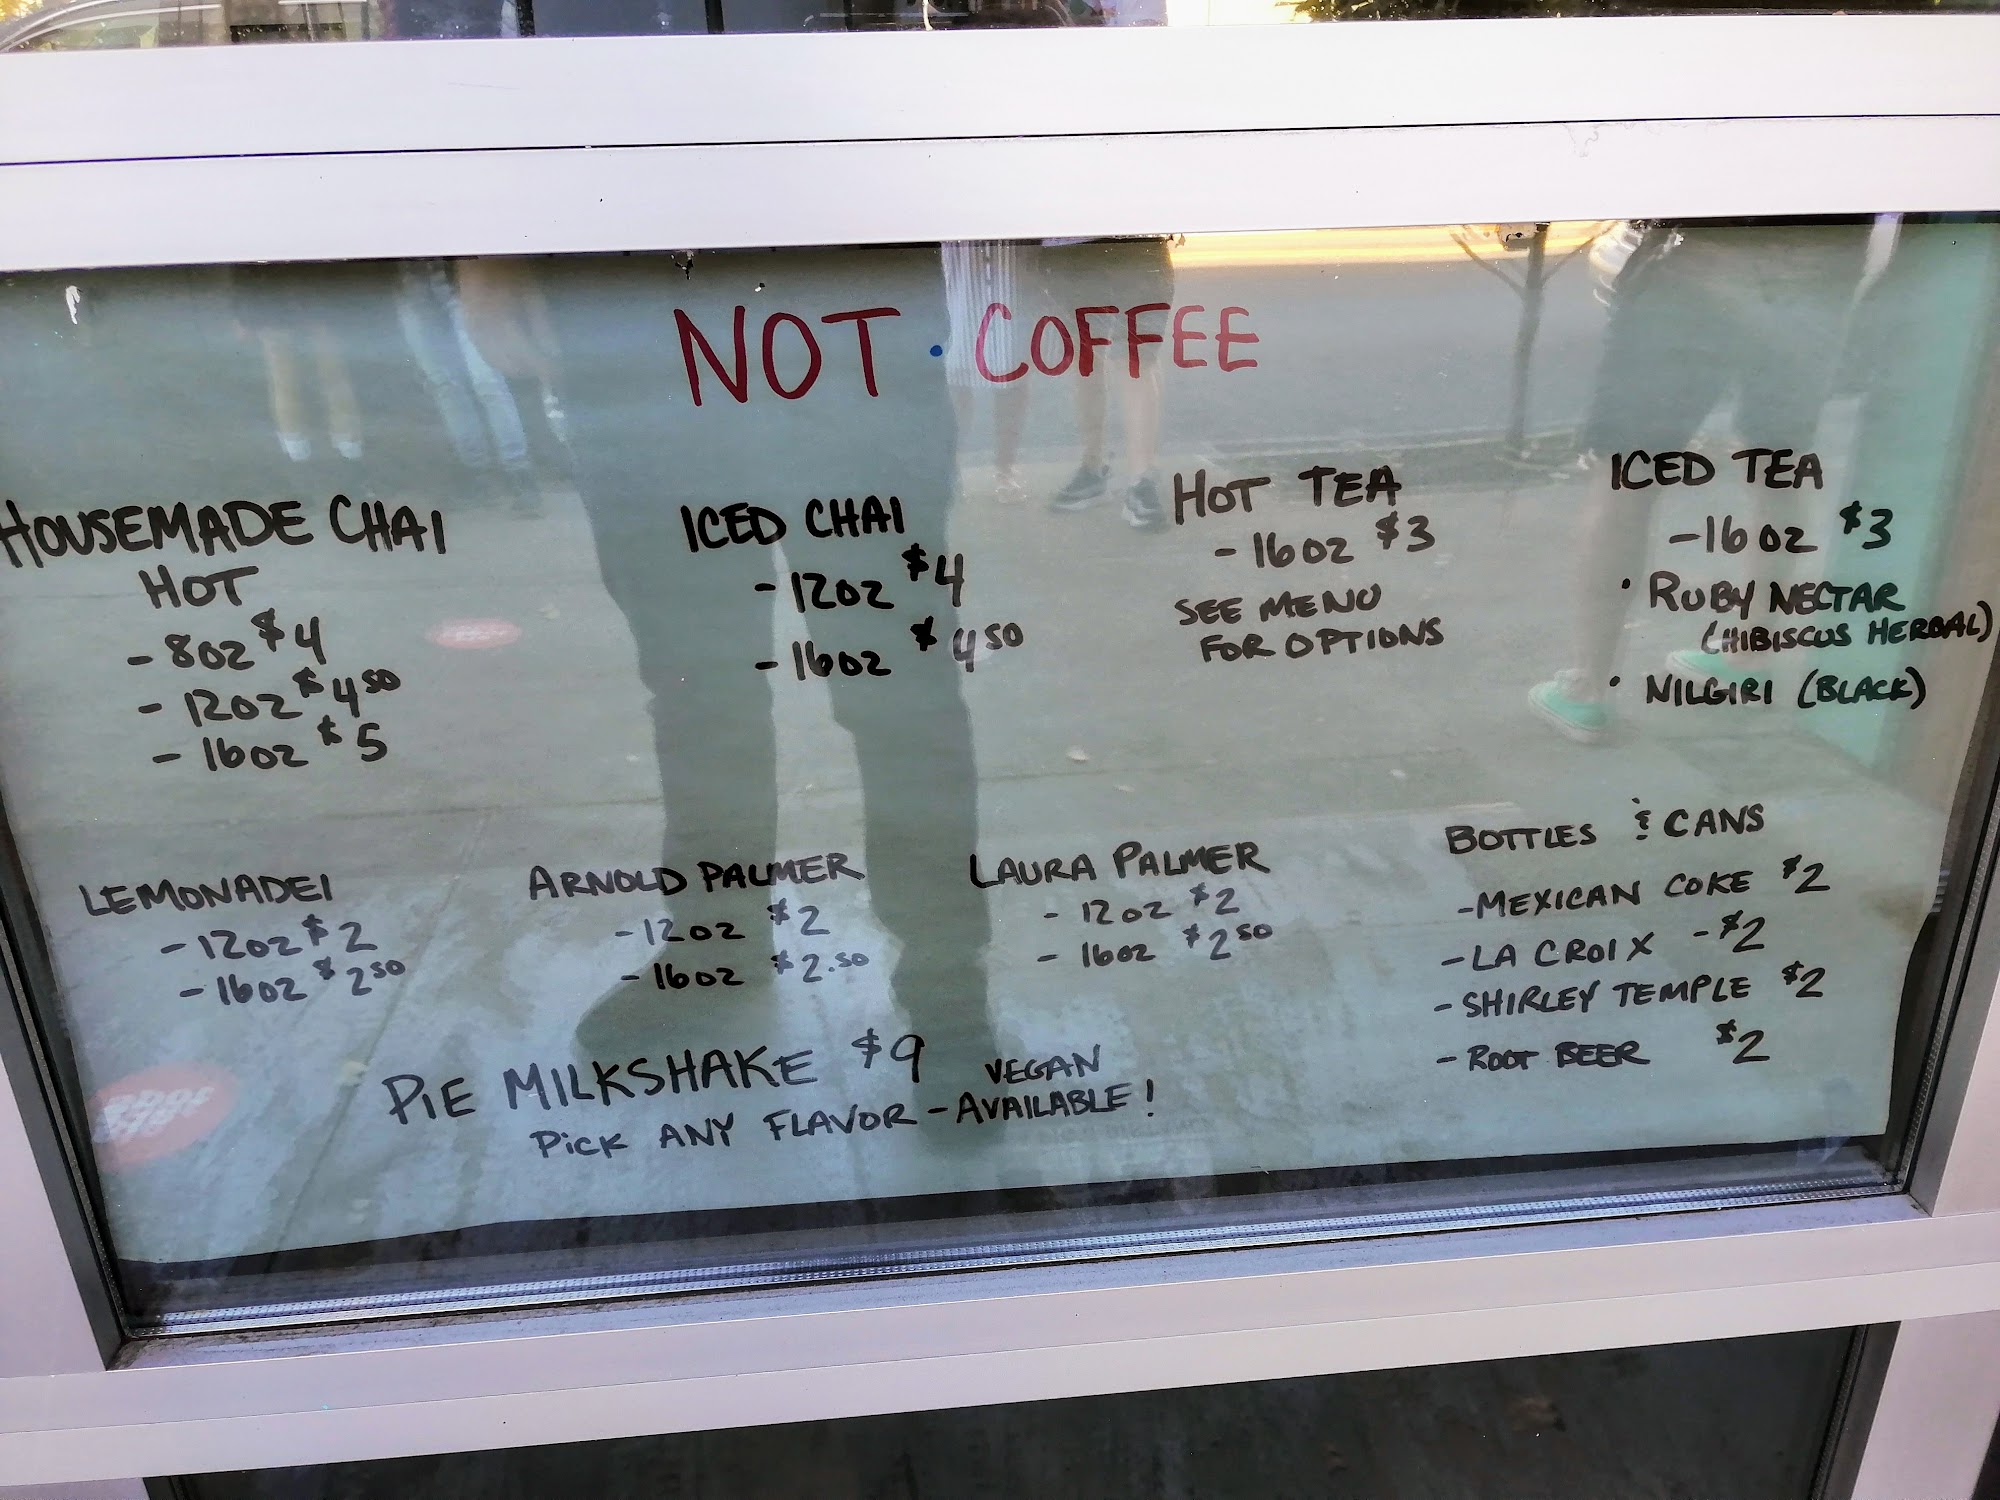 NOT COFFEE
HOUSEMADE CHAI
HOT
- 8oz $4
- 12oz $4 50
- 16oz $5
ICED CHAI
- 12oz $4
- 16oz $4 50
HOT TEA
- 16oz $3
SEE MENU
FOR OPTIONS
ICED TEA
- 16oz $3
• RUBY NECTAR
(HIBISCUS HERBAL)
• NILGIRI (BLACK)
LEMONADE!
- 12oz $2
- 16oz $2 50
ARNOLD PALMER
- 12oz $2
- 16oz $2.50
LAURA PALMER
- 12oz $2
- 16oz $2 50
BOTTLES & CANS
- MEXICAN COKE $2
- LA CROIX - $2
- SHIRLEY TEMPLE $2
- ROOT BEER $2
PIE MILKSHAKE $9
PICK ANY FLAVOR - VEGAN
AVAILABLE!